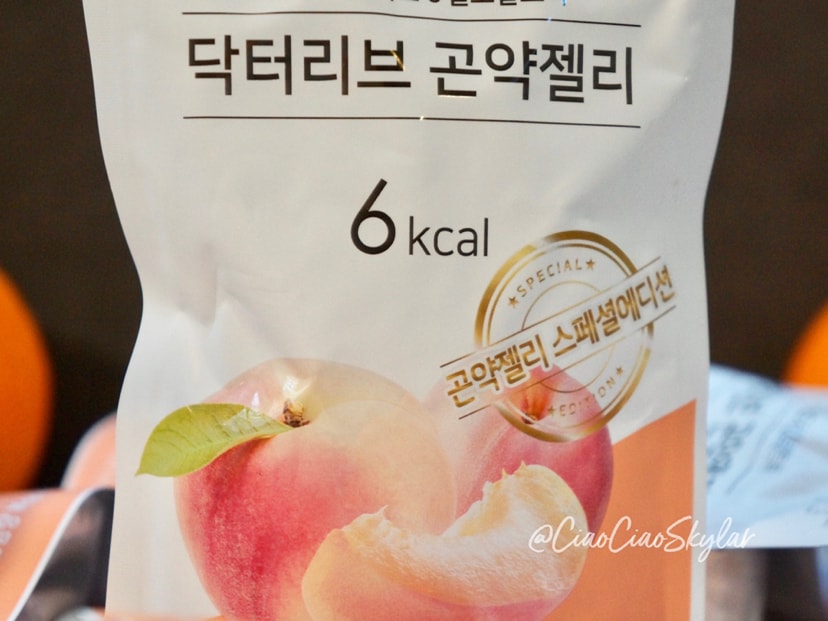 닥터리브 곤약젤리
6 kcal
SPECIAL
곤약젤리 스페셜에디션
EDITION
@CiaoCiaoSkylar